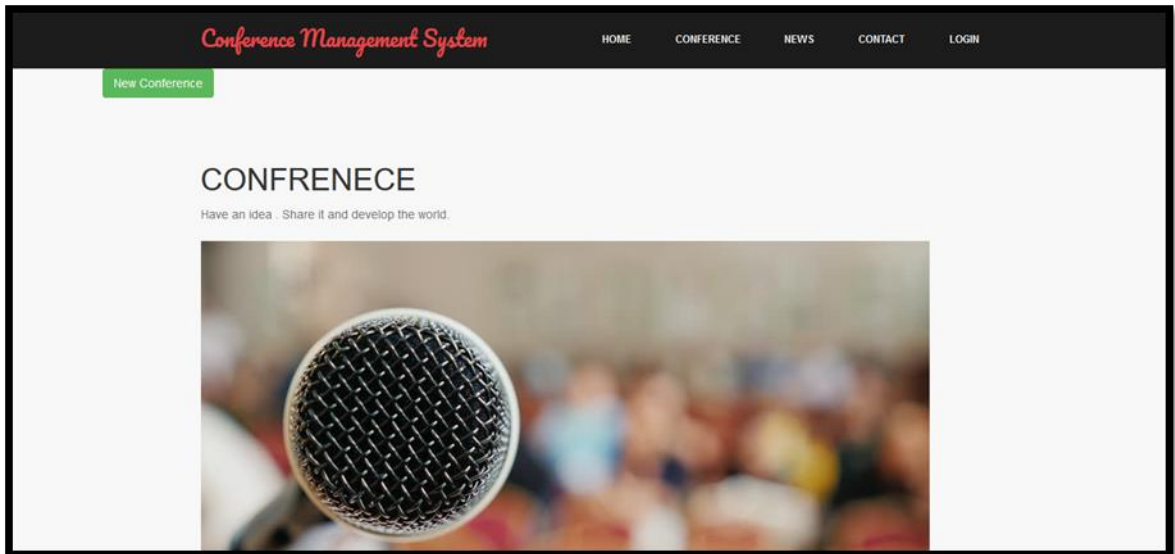 Conference Management System
HOME CONFERENCE NEWS CONTACT LOGIN
New Conference
CONFRENECE
Have an idea . Share it and develop the world.